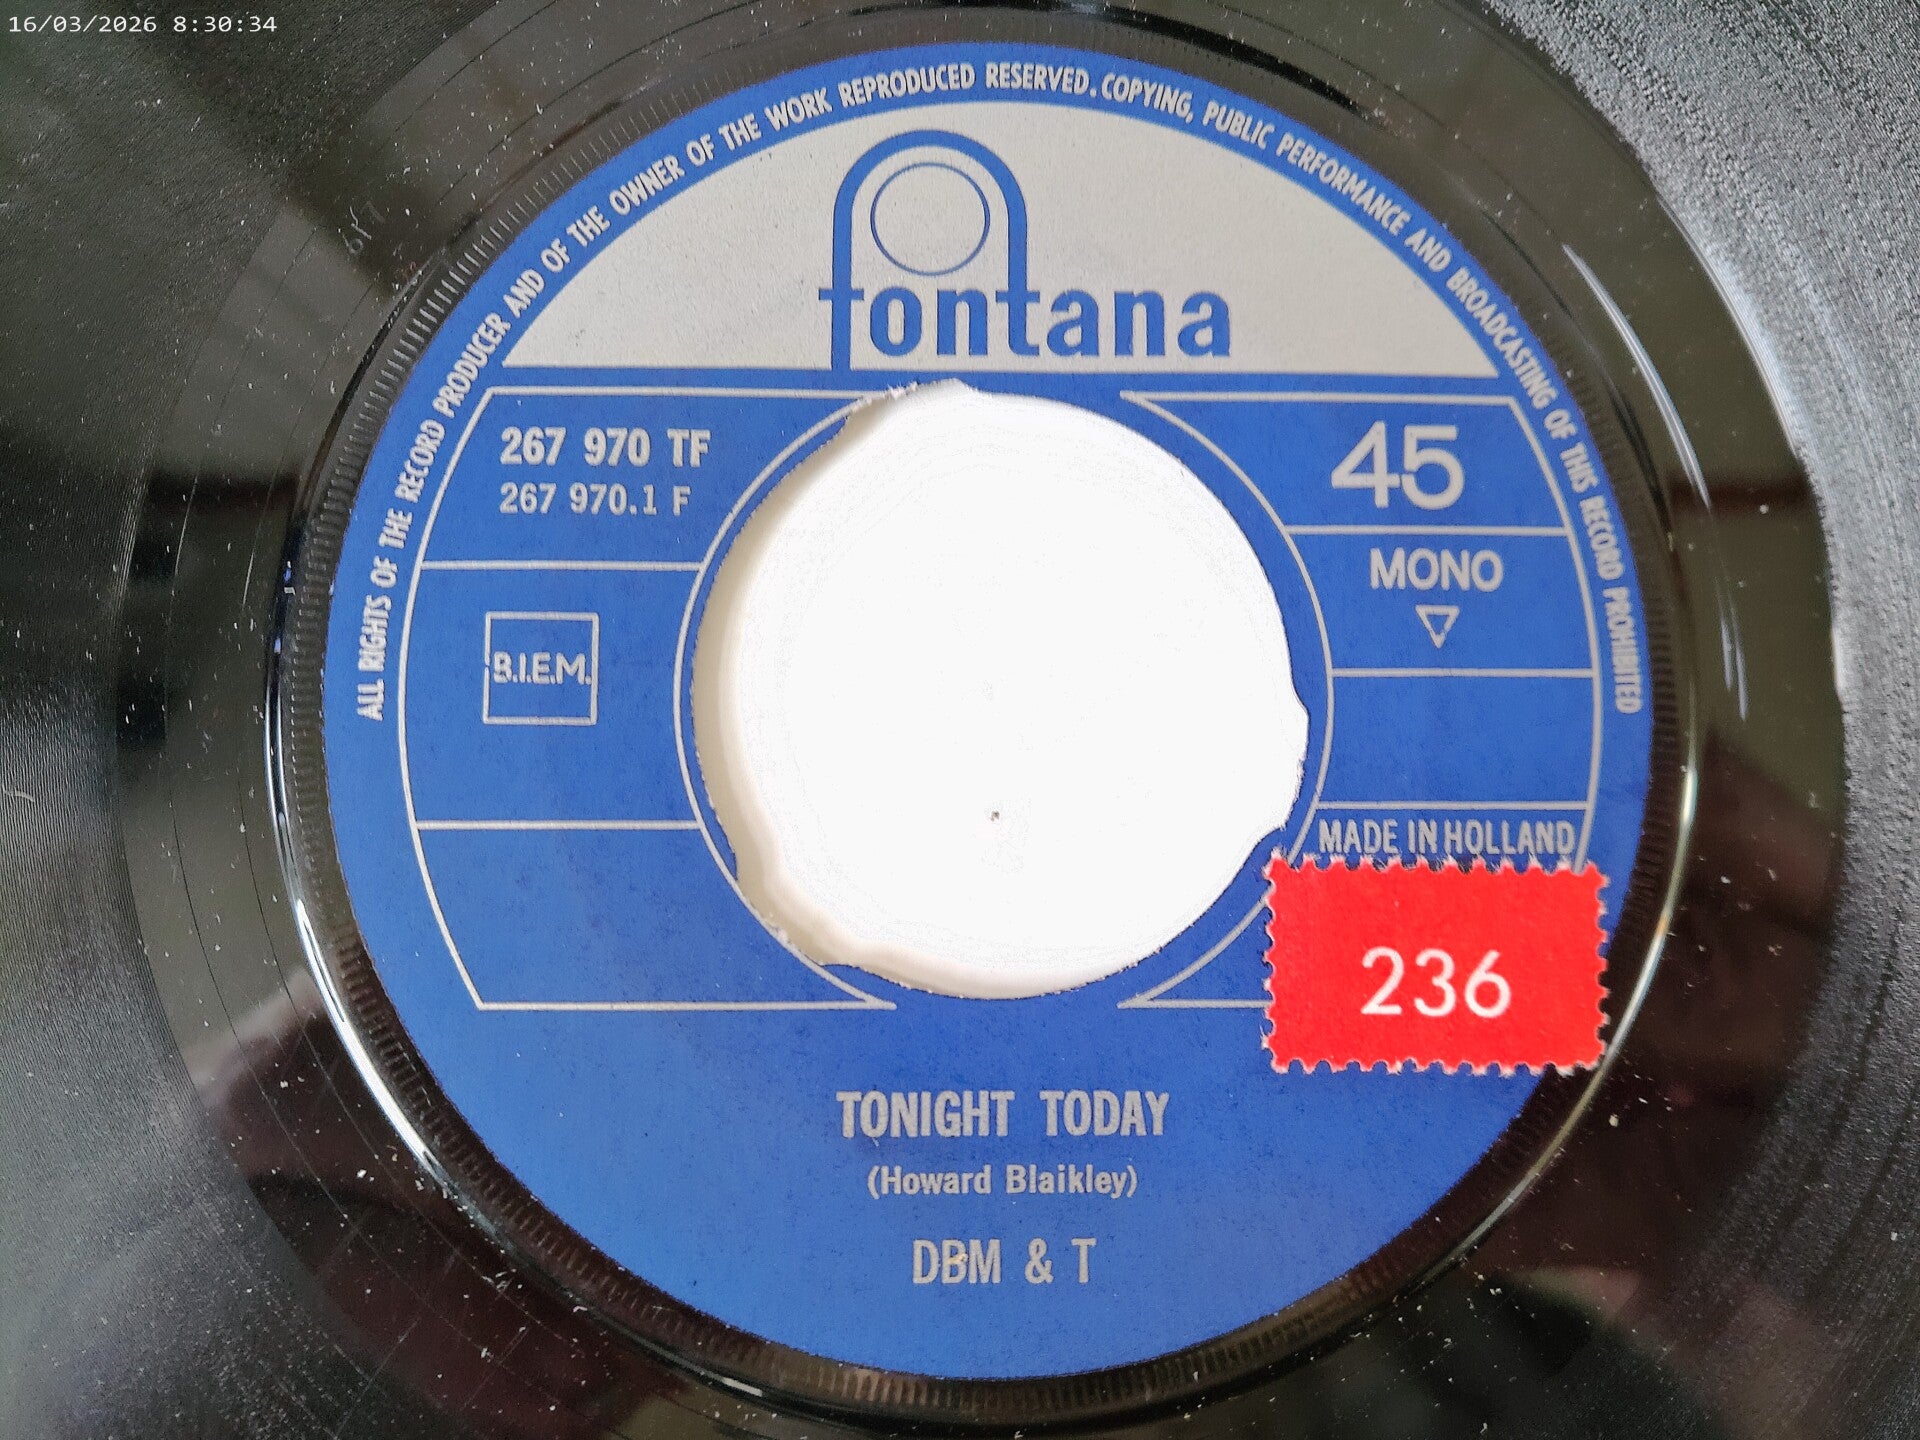 16/03/2026 8:30:34
ALL RIGHTS OF THE RECORD PRODUCER AND OF THE OWNER OF THE WORK REPRODUCED RESERVED. COPYING, PUBLIC PERFORMANCE AND BROADCASTING OF THIS RECORD PROHIBITED
fontana
267 970 TF
267 970.1 F
45
MONO
B.I.E.M.
MADE IN HOLLAND
236
TONIGHT TODAY
(Howard Blaikley)
DBM & T